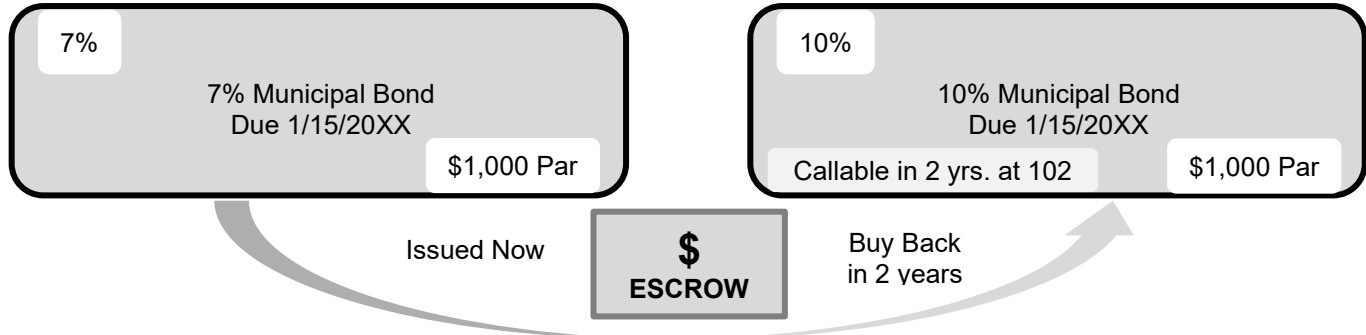 7%
7% Municipal Bond
Due 1/15/20XX
$1,000 Par
10%
10% Municipal Bond
Due 1/15/20XX
Callable in 2 yrs. at 102
$1,000 Par
Issued Now
$
ESCROW
Buy Back
in 2 years